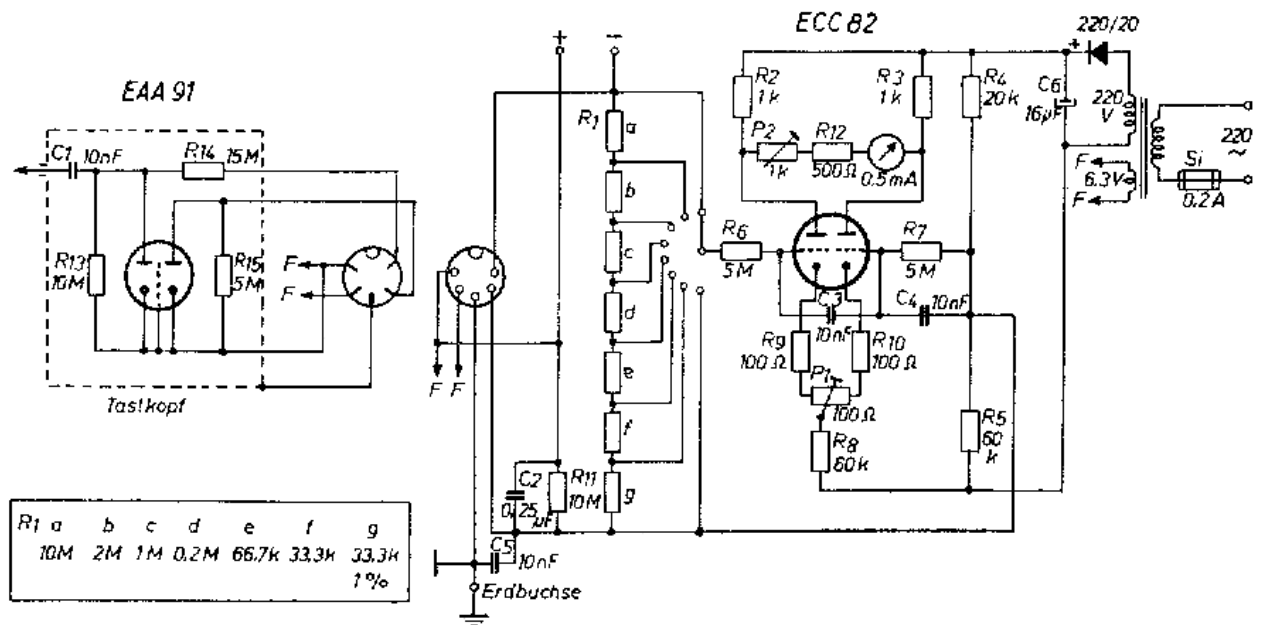 ECC 82
EAA 91
220/20
C1
10nF
R14
15M
R13
10M
R15
5M
F
F
Tastkopf
+
−
R1
a
b
c
d
e
f
g
F F
C2
0,25
µF
R11
10M
C5
10nF
Erdbuchse
R2
1k
R3
1k
R4
20k
P2
1k
R12
500Ω
0.5mA
R6
5M
R7
5M
C3
10nF
C4
10nF
R9
100Ω
R10
100Ω
P1
100Ω
R8
60k
R5
60
k
+
C6
16µF
220
V
F
6.3V
F
220
~
Si
0.2A
R1 a b c d e f g
10M 2M 1M 0.2M 66.7k 33.3k 33.3k
1%